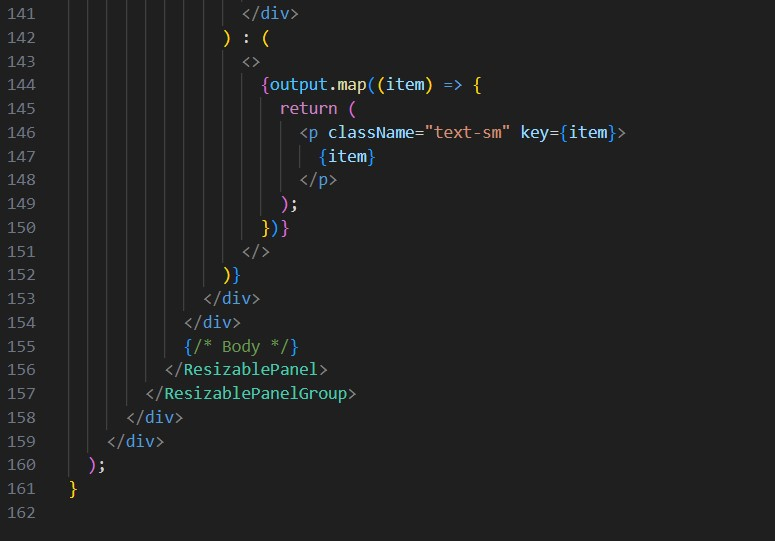 141 </div>
142 ) : (
143 <>
144 {output.map((item) => {
145 return (
146 <p className="text-sm" key={item}>
147 {item}
148 </p>
149 );
150 })}
151 </>
152 )}
153 </div>
154 </div>
155 {/* Body */}
156 </ResizablePanel>
157 </ResizablePanelGroup>
158 </div>
159 </div>
160 );
161 }
162